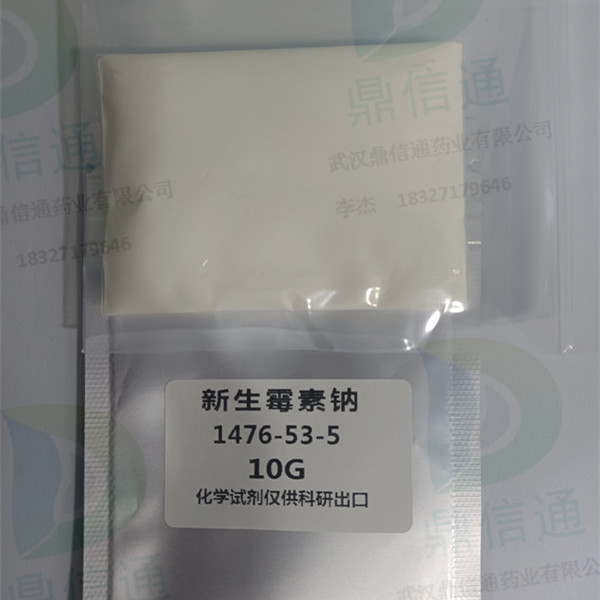 鼎信通
武汉鼎信通药业有限公司
李杰 18327179646
信通
鼎信通药业有限公司
18327179646
新生霉素钠
1476-53-5
10G
化学试剂仅供科研出口
鼎信通
武汉鼎信通药业有限公司